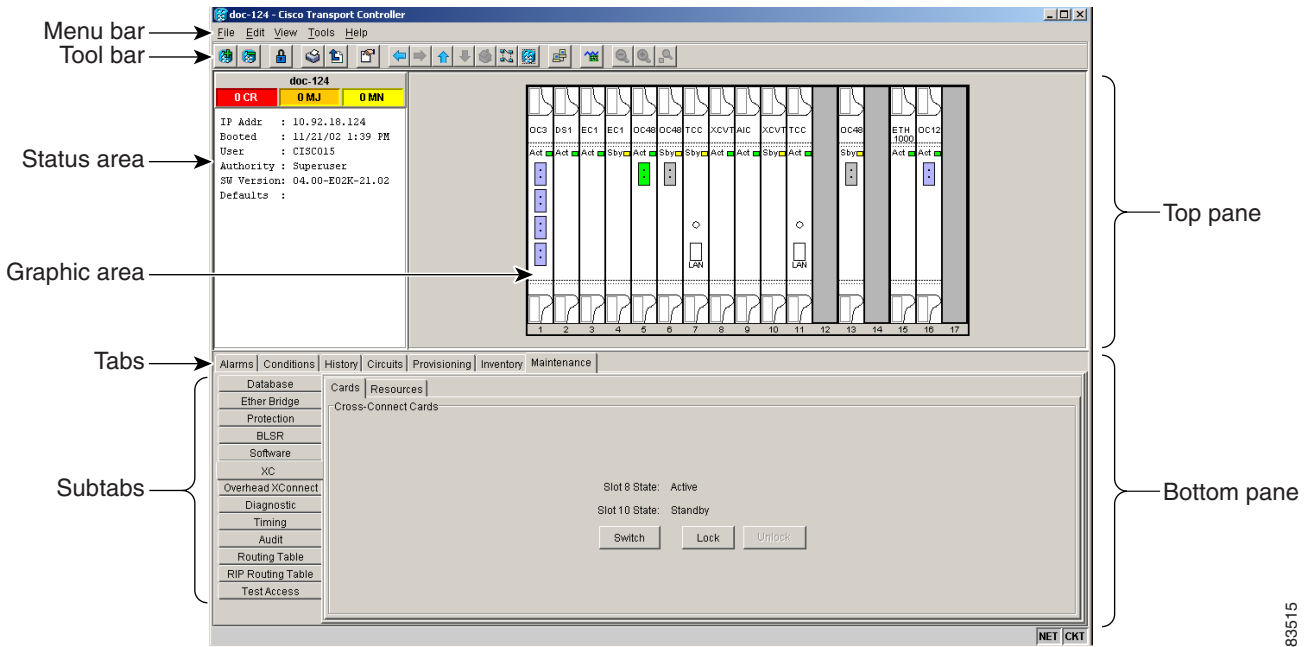 doc-124 - Cisco Transport Controller
Menu bar
File Edit View Tools Help
Tool bar
doc-124
0 CR 0 MJ 0 MN
IP Addr : 10.92.18.124
Booted : 11/21/02 1:39 PM
User : CISCO15
Authority : Superuser
SW Version: 04.00-E02K-21.02
Defaults :
Status area
Graphic area
OC3 DS1 EC1 EC1 OC48 OC48 TCC XCVT AIC XCVT TCC OC48 ETH 1000 OC12
Act Act Act Act Act Sby Sby Act Act Sby Act Sby Act Act
LAN LAN
1 2 3 4 5 6 7 8 9 10 11 12 13 14 15 16 17
Top pane
Tabs
Alarms Conditions History Circuits Provisioning Inventory Maintenance
Subtabs
Database
Ether Bridge
Protection
BLSR
Software
XC
Overhead XConnect
Diagnostic
Timing
Audit
Routing Table
RIP Routing Table
Test Access
Cards Resources
Cross-Connect Cards
Slot 8 State: Active
Slot 10 State: Standby
Switch Lock Unlock
Bottom pane
NET CKT
83515